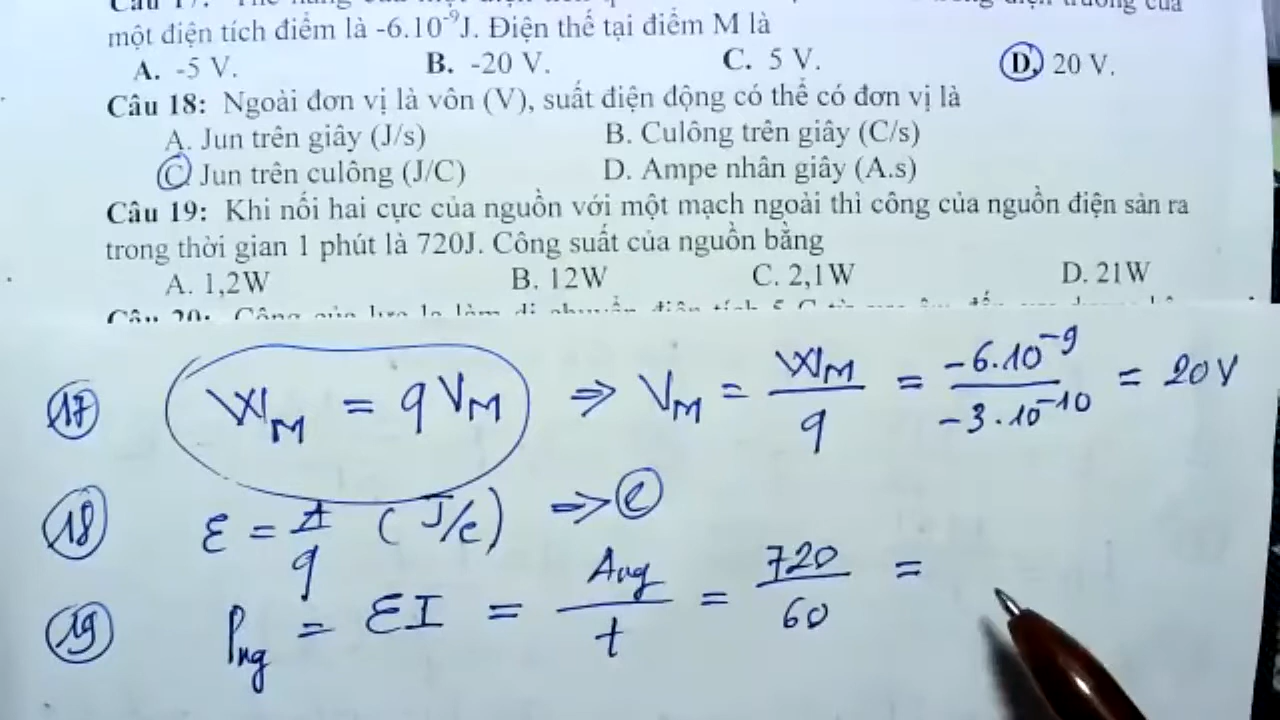 một điện tích điểm là -6.10⁻⁹J. Điện thế tại điểm M là
A. -5 V. B. -20 V. C. 5 V. D. 20 V.
Câu 18: Ngoài đơn vị là vôn (V), suất điện động có thể có đơn vị là
A. Jun trên giây (J/s) B. Culông trên giây (C/s)
C. Jun trên culông (J/C) D. Ampe nhân giây (A.s)
Câu 19: Khi nối hai cực của nguồn với một mạch ngoài thì công của nguồn điện sản ra
trong thời gian 1 phút là 720J. Công suất của nguồn bằng
A. 1,2W B. 12W C. 2,1W D. 21W
17 W_M = qV_M ⇒ V_M = W_M/q = -6.10⁻⁹/-3.10⁻¹⁰ = 20V
18 ℰ = A/q (J/C) ⇒ C
19 P_ng = ℰI = A_ng/t = 720/60 =